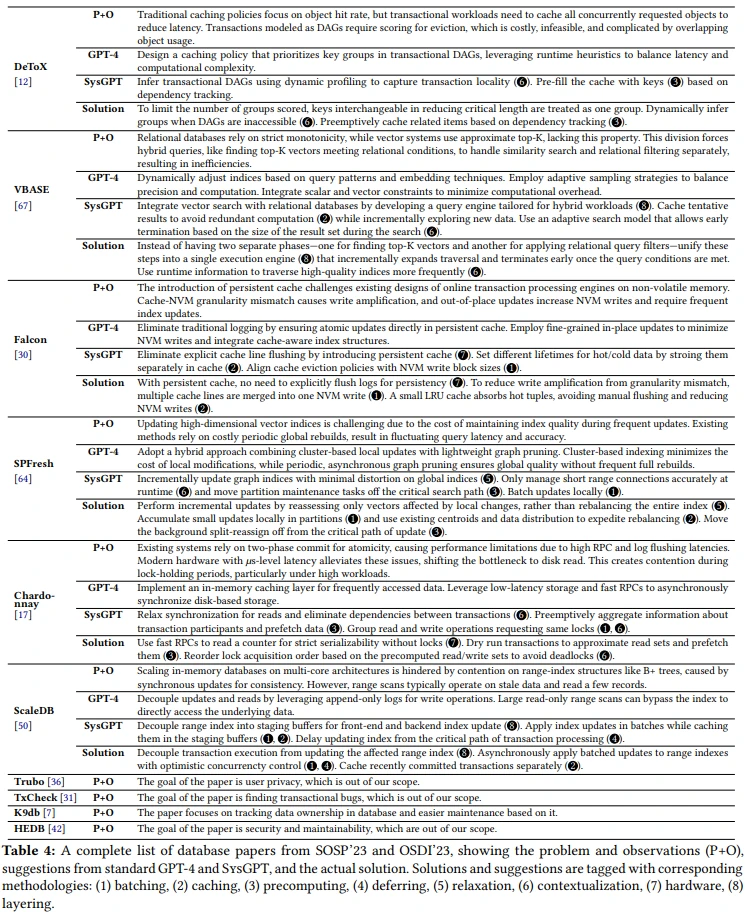 P+O Traditional caching policies focus on object hit rate, but transactional workloads need to cache all concurrently requested objects to
reduce latency. Transactions modeled as DAGs require scoring for eviction, which is costly, infeasible, and complicated by overlapping
object usage.
GPT-4 Design a caching policy that prioritizes key groups in transactional DAGs, leveraging runtime heuristics to balance latency and
DeToX computational complexity.
[12] SysGPT Infer transactional DAGs using dynamic profiling to capture transaction locality (❻). Pre-fill the cache with keys (❸) based on
dependency tracking.
Solution To limit the number of groups scored, keys interchangeable in reducing critical length are treated as one group. Dynamically infer
groups when DAGs are inaccessible (❻). Preemptively cache related items based on dependency tracking (❸).
P+O Relational databases rely on strict monotonicity, while vector systems use approximate top-K, lacking this property. This division forces
hybrid queries, like finding top-K vectors meeting relational conditions, to handle similarity search and relational filtering separately,
resulting in inefficiencies.
GPT-4 Dynamically adjust indices based on query patterns and embedding techniques. Employ adaptive sampling strategies to balance
VBASE precision and computation. Integrate scalar and vector constraints to minimize computational overhead.
[67] SysGPT Integrate vector search with relational databases by developing a query engine tailored for hybrid workloads (❽). Cache tentative
results to avoid redundant computation (❷) while incrementally exploring new data. Use an adaptive search model that allows early
termination based on the size of the result set during the search (❻).
Solution Instead of having two separate phases—one for finding top-K vectors and another for applying relational query filters—unify these
steps into a single execution engine (❽) that incrementally expands traversal and terminates early once the query conditions are met.
Use runtime information to traverse high-quality indices more frequently (❻).
P+O The introduction of persistent cache challenges existing designs of online transaction processing engines on non-volatile memory.
Cache-NVM granularity mismatch causes write amplification, and out-of-place updates increase NVM writes and require frequent
index updates.
GPT-4 Eliminate traditional logging by ensuring atomic updates directly in persistent cache. Employ fine-grained in-place updates to minimize
Falcon NVM writes and integrate cache-aware index structures.
[30] SysGPT Eliminate explicit cache line flushing by introducing persistent cache (❼). Set different lifetimes for hot/cold data by stroing them
separately in cache (❷). Align cache eviction policies with NVM write block sizes (❶).
Solution With persistent cache, no need to explicitly flush logs for persistency (❼). To reduce write amplification from granularity mismatch,
multiple cache lines are merged into one NVM write (❶). A small LRU cache absorbs hot tuples, avoiding manual flushing and reducing
NVM writes (❷).
P+O Updating high-dimensional vector indices is challenging due to the cost of maintaining index quality during frequent updates. Existing
methods rely on costly periodic global rebuilds, result in fluctuating query latency and accuracy.
GPT-4 Adopt a hybrid approach combining cluster-based local updates with lightweight graph pruning. Cluster-based indexing minimizes the
SPFresh cost of local modifications, while periodic, asynchronous graph pruning ensures global quality without frequent full rebuilds.
[64] SysGPT Incrementally update graph indices with minimal distortion on global indices (❺). Only manage short range connections accurately at
runtime (❻) and move partition maintenance tasks off the critical search path (❸). Batch updates locally (❶).
Solution Perform incremental updates by reassessing only vectors affected by local changes, rather than rebalancing the entire index (❺).
Accumulate small updates locally in partitions (❶) and use existing centroids and data distribution to expedite rebalancing (❷). Move
the background split-reassign off from the critical path of update (❸).
P+O Existing systems rely on two-phase commit for atomicity, causing performance limitations due to high RPC and log flushing latencies.
Modern hardware with μs-level latency alleviates these issues, shifting the bottleneck to disk read. This creates contention during
lock-holding periods, particularly under high workloads.
Chardo- GPT-4 Implement an in-memory caching layer for frequently accessed data. Leverage low-latency storage and fast RPCs to asynchronously
nnay synchronize disk-based storage.
[17] SysGPT Relax synchronization for reads and eliminate dependencies between transactions (❻). Preemptively aggregate information about
transaction participants and prefetch data (❸). Group read and write operations requesting same locks (❶, ❻).
Solution Use fast RPCs to read a counter for strict serializability without locks (❼). Dry run transactions to approximate read sets and prefetch
them (❸). Reorder lock acquisition order based on the precomputed read/write sets to avoid deadlocks (❻).
P+O Scaling in-memory databases on multi-core architectures is hindered by contention on range-index structures like B+ trees, caused by
synchronous updates for consistency. However, range scans typically operate on stale data and read a few records.
GPT-4 Decouple updates and reads by leveraging append-only logs for write operations. Large read-only range scans can bypass the index to
ScaleDB directly access the underlying data.
[50] SysGPT Decouple range index into staging buffers for front-end and backend index update (❽). Apply index updates in batches while caching
them in the staging buffers (❶, ❷). Delay updating index from the critical path of transaction processing (❹).
Solution Decouple transaction execution from updating the affected range index (❽). Asynchronously apply batched updates to range indexes
with optimistic concurrencty control (❶, ❹). Cache recently committed transactions separately (❷).
Trubo [36] P+O The goal of the paper is user privacy, which is out of our scope.
TxCheck [31] P+O The goal of the paper is finding transactional bugs, which is out of our scope.
K9db [7] P+O The paper focuses on tracking data ownership in database and easier maintenance based on it.
HEDB [42] P+O The goal of the paper is security and maintainability, which are out of our scope.
Table 4: A complete list of database papers from SOSP'23 and OSDI'23, showing the problem and observations (P+O),
suggestions from standard GPT-4 and SysGPT, and the actual solution. Solutions and suggestions are tagged with corresponding
methodologies: (1) batching, (2) caching, (3) precomputing, (4) deferring, (5) relaxation, (6) contextualization, (7) hardware, (8)
layering.